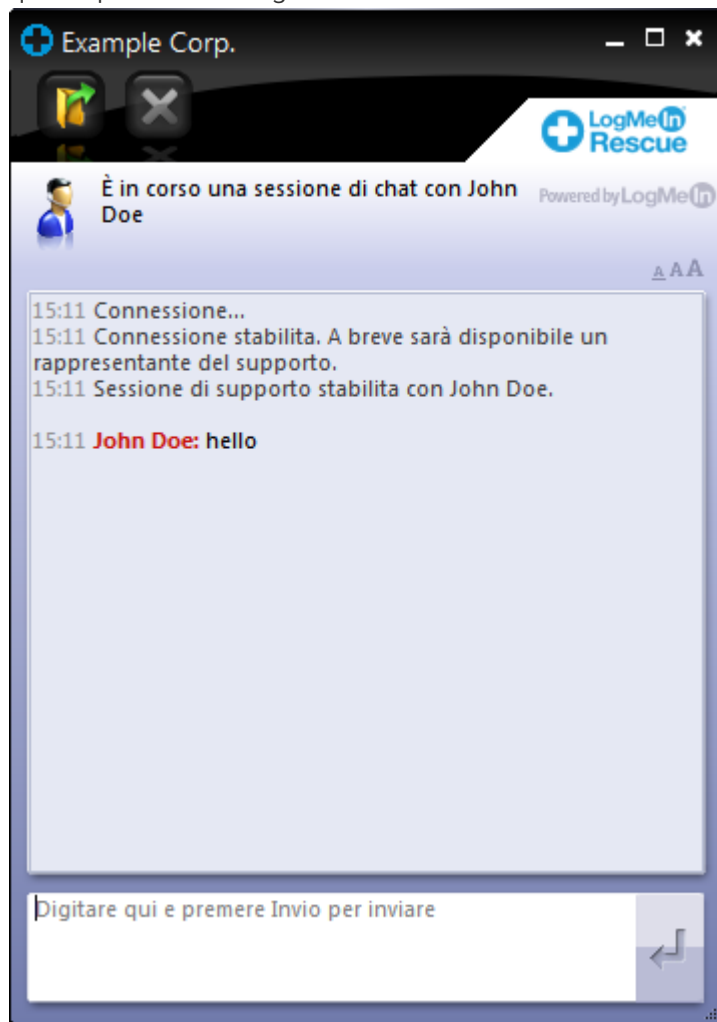 Example Corp.
LogMeIn
Rescue
È in corso una sessione di chat con John
Doe
Powered by LogMeIn
A A A
15:11 Connessione...
15:11 Connessione stabilita. A breve sarà disponibile un
rappresentante del supporto.
15:11 Sessione di supporto stabilita con John Doe.
15:11 John Doe: hello
Digitare qui e premere Invio per inviare